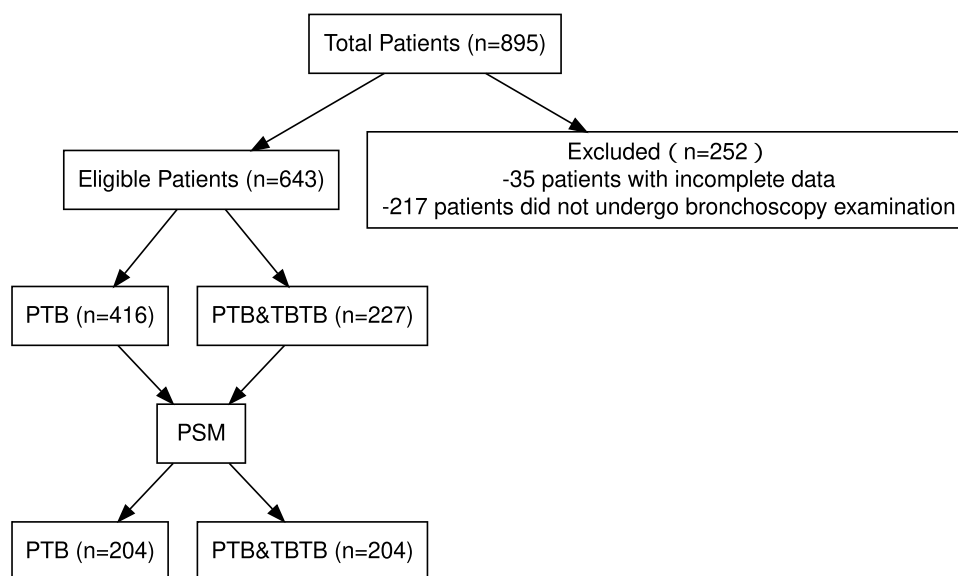 Total Patients (n=895)
Excluded ( n=252 )
-35 patients with incomplete data
-217 patients did not undergo bronchoscopy examination
Eligible Patients (n=643)
PTB (n=416)
PTB&TBTB (n=227)
PSM
PTB (n=204)
PTB&TBTB (n=204)